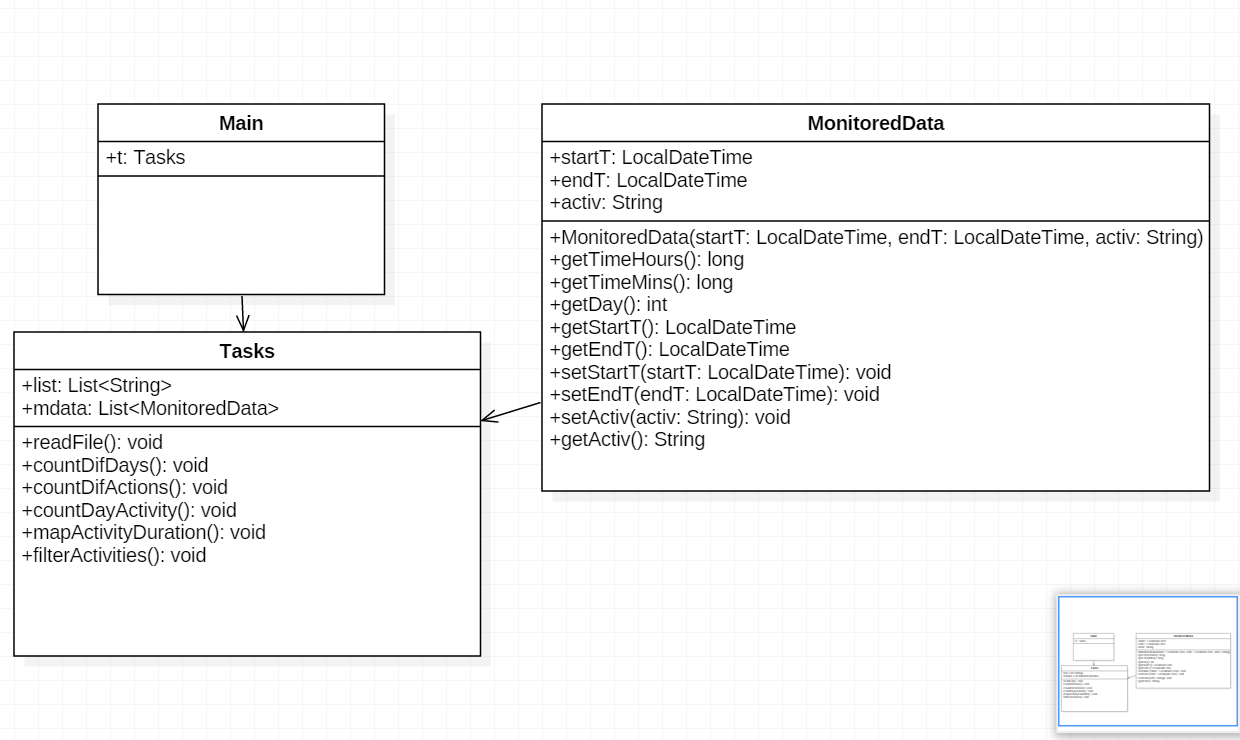 Main
+t: Tasks
MonitoredData
+startT: LocalDateTime
+endT: LocalDateTime
+activ: String
+MonitoredData(startT: LocalDateTime, endT: LocalDateTime, activ: String)
+getTimeHours(): long
+getTimeMins(): long
+getDay(): int
+getStartT(): LocalDateTime
+getEndT(): LocalDateTime
+setStartT(startT: LocalDateTime): void
+setEndT(endT: LocalDateTime): void
+setActiv(activ: String): void
+getActiv(): String
Tasks
+list: List<String>
+mdata: List<MonitoredData>
+readFile(): void
+countDifDays(): void
+countDifActions(): void
+countDayActivity(): void
+mapActivityDuration(): void
+filterActivities(): void